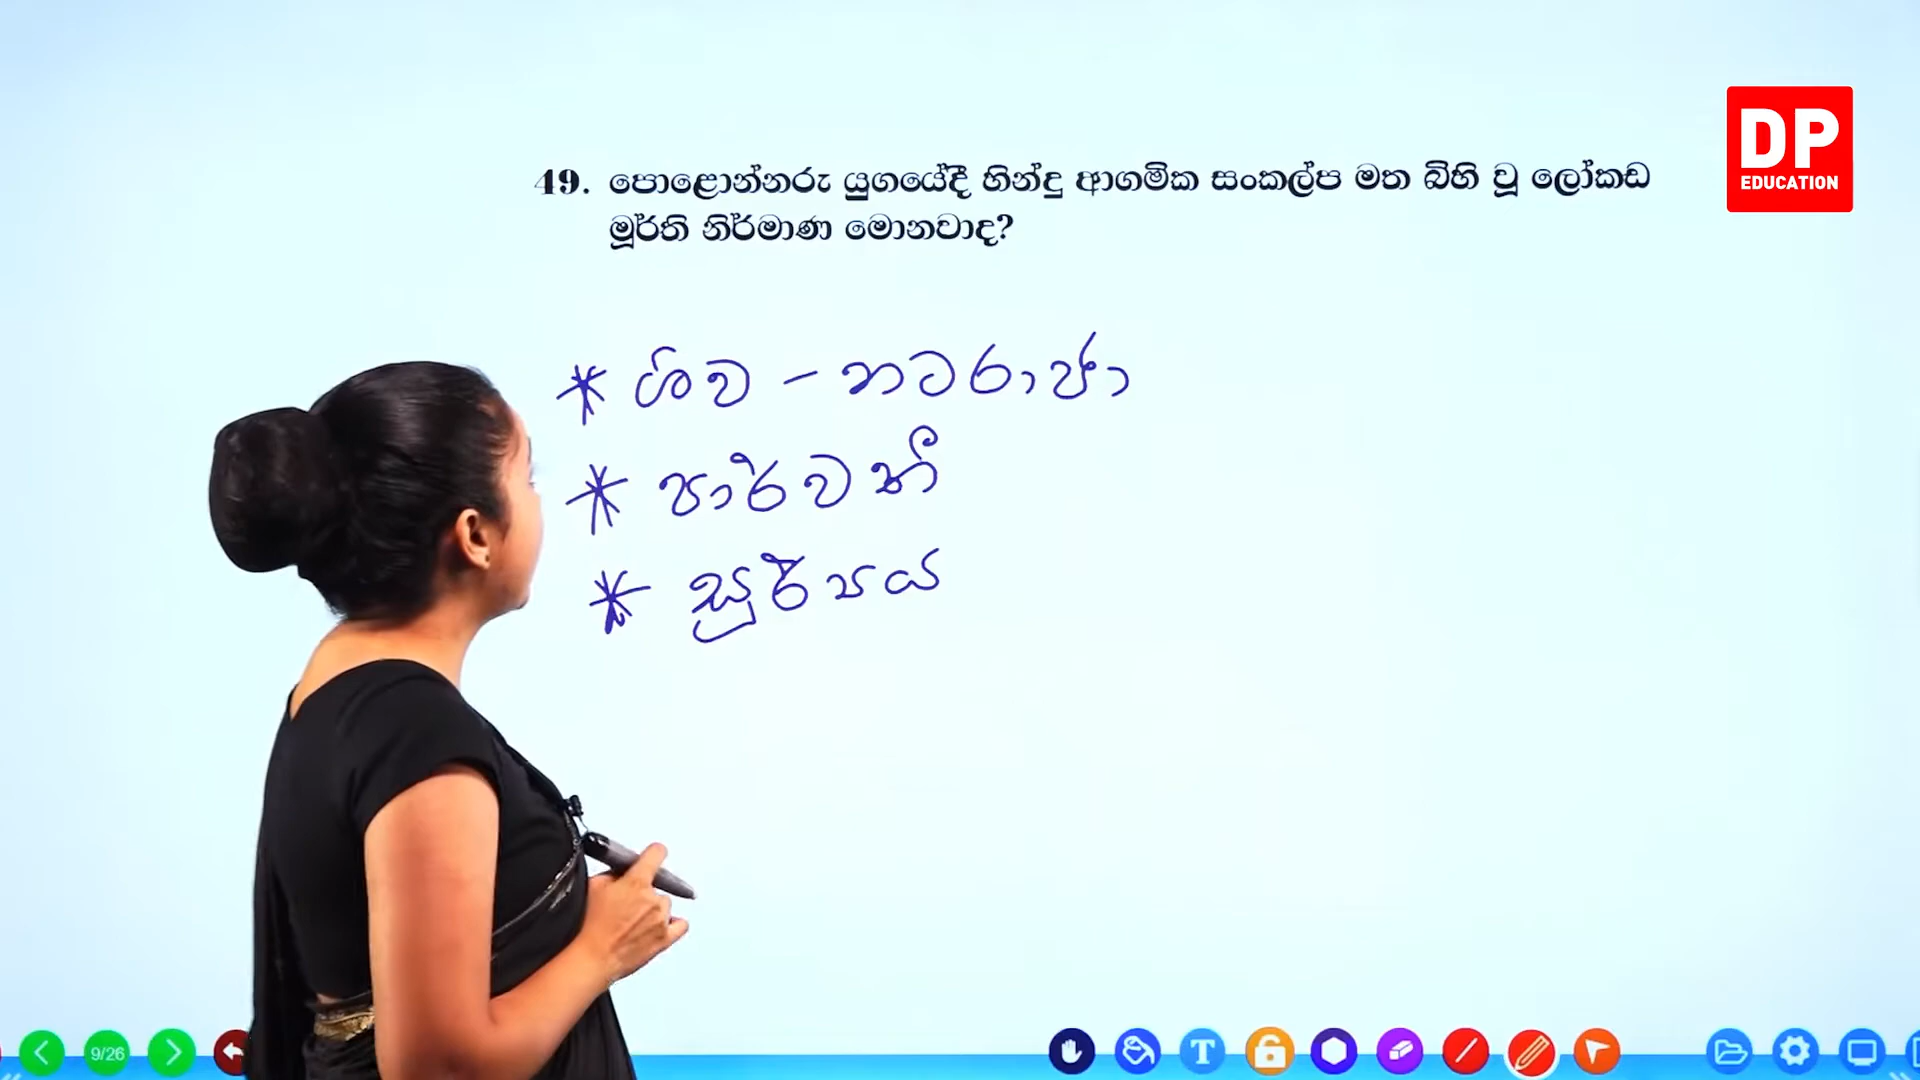 DP
EDUCATION
49. පොළොන්නරු යුගයේදී හින්දු ආගමික සංකල්ප මත බිහි වූ ලෝකඩ
මූර්ති නිර්මාණ මොනවාද?
* ශිව - නටරාජා
* පාර්වතී
* සුර්යය
9/26
T